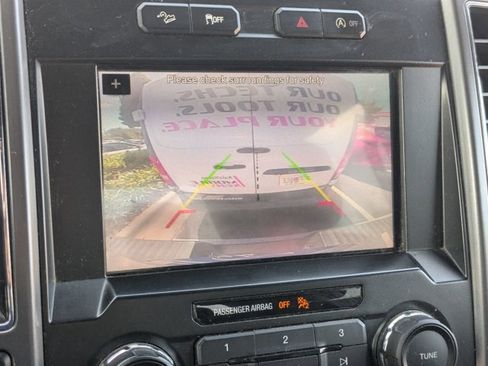 OFF
OFF
+
Please check surroundings for safety
OUR TECHS.
OUR TOOLS.
YOUR PLACE.
PASSENGER AIRBAG OFF
1 2 3
TUNE